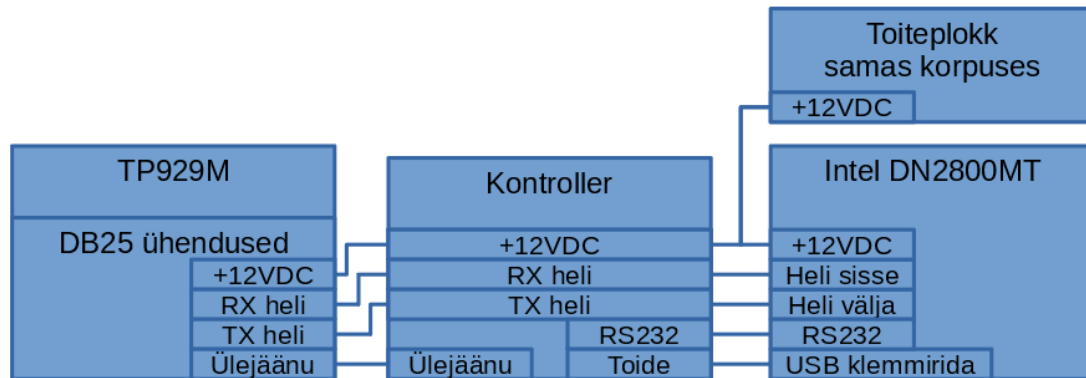 Toiteplokk
samas korpuses
+12VDC
TP929M
DB25 ühendused
+12VDC
RX heli
TX heli
Ülejäänu
Kontroller
+12VDC
RX heli
TX heli
RS232
Ülejäänu
Toide
Intel DN2800MT
+12VDC
Heli sisse
Heli välja
RS232
USB klemmirida